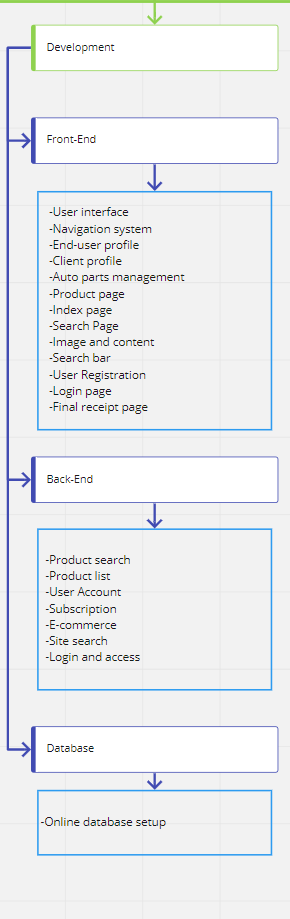 Development
Front-End
-User interface
-Navigation system
-End-user profile
-Client profile
-Auto parts management
-Product page
-Index page
-Search Page
-Image and content
-Search bar
-User Registration
-Login page
-Final receipt page
Back-End
-Product search
-Product list
-User Account
-Subscription
-E-commerce
-Site search
-Login and access
Database
-Online database setup